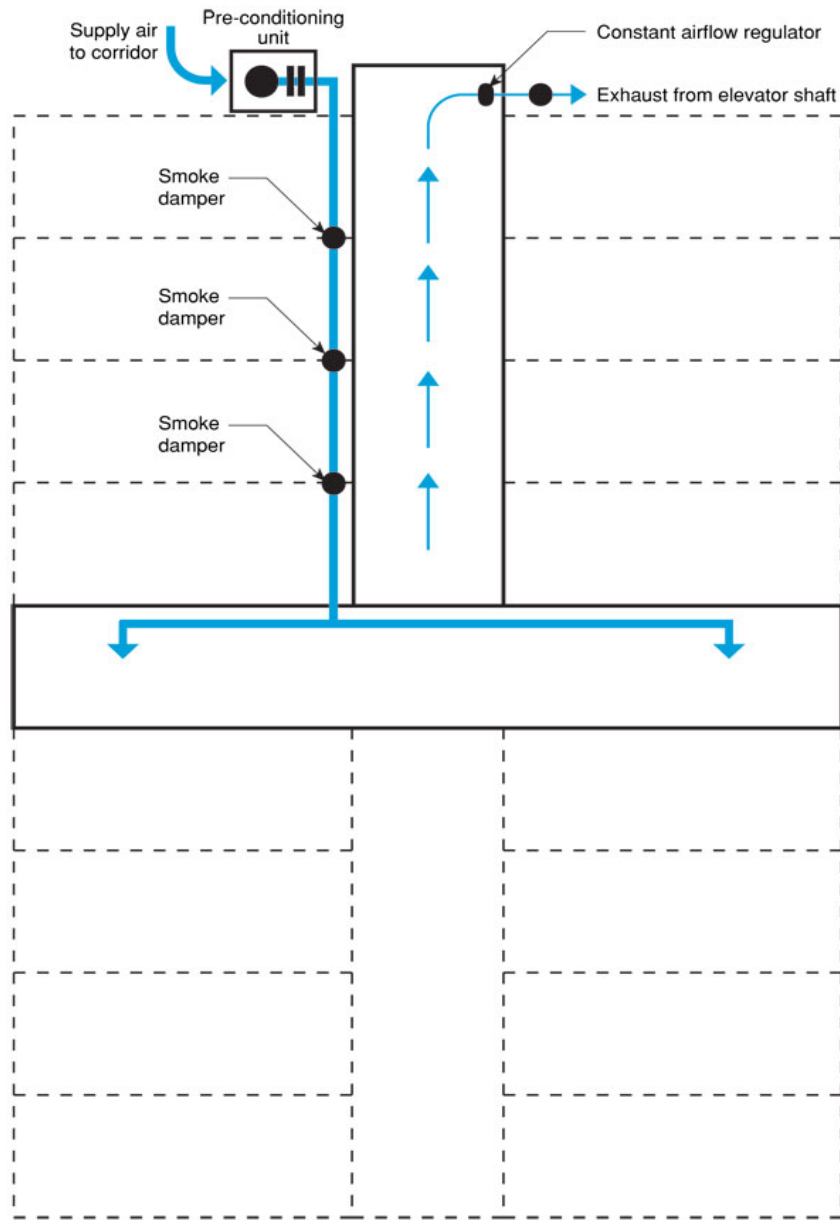 Supply air
to corridor
Pre-conditioning
unit
Constant airflow regulator
Exhaust from elevator shaft
Smoke
damper
Smoke
damper
Smoke
damper